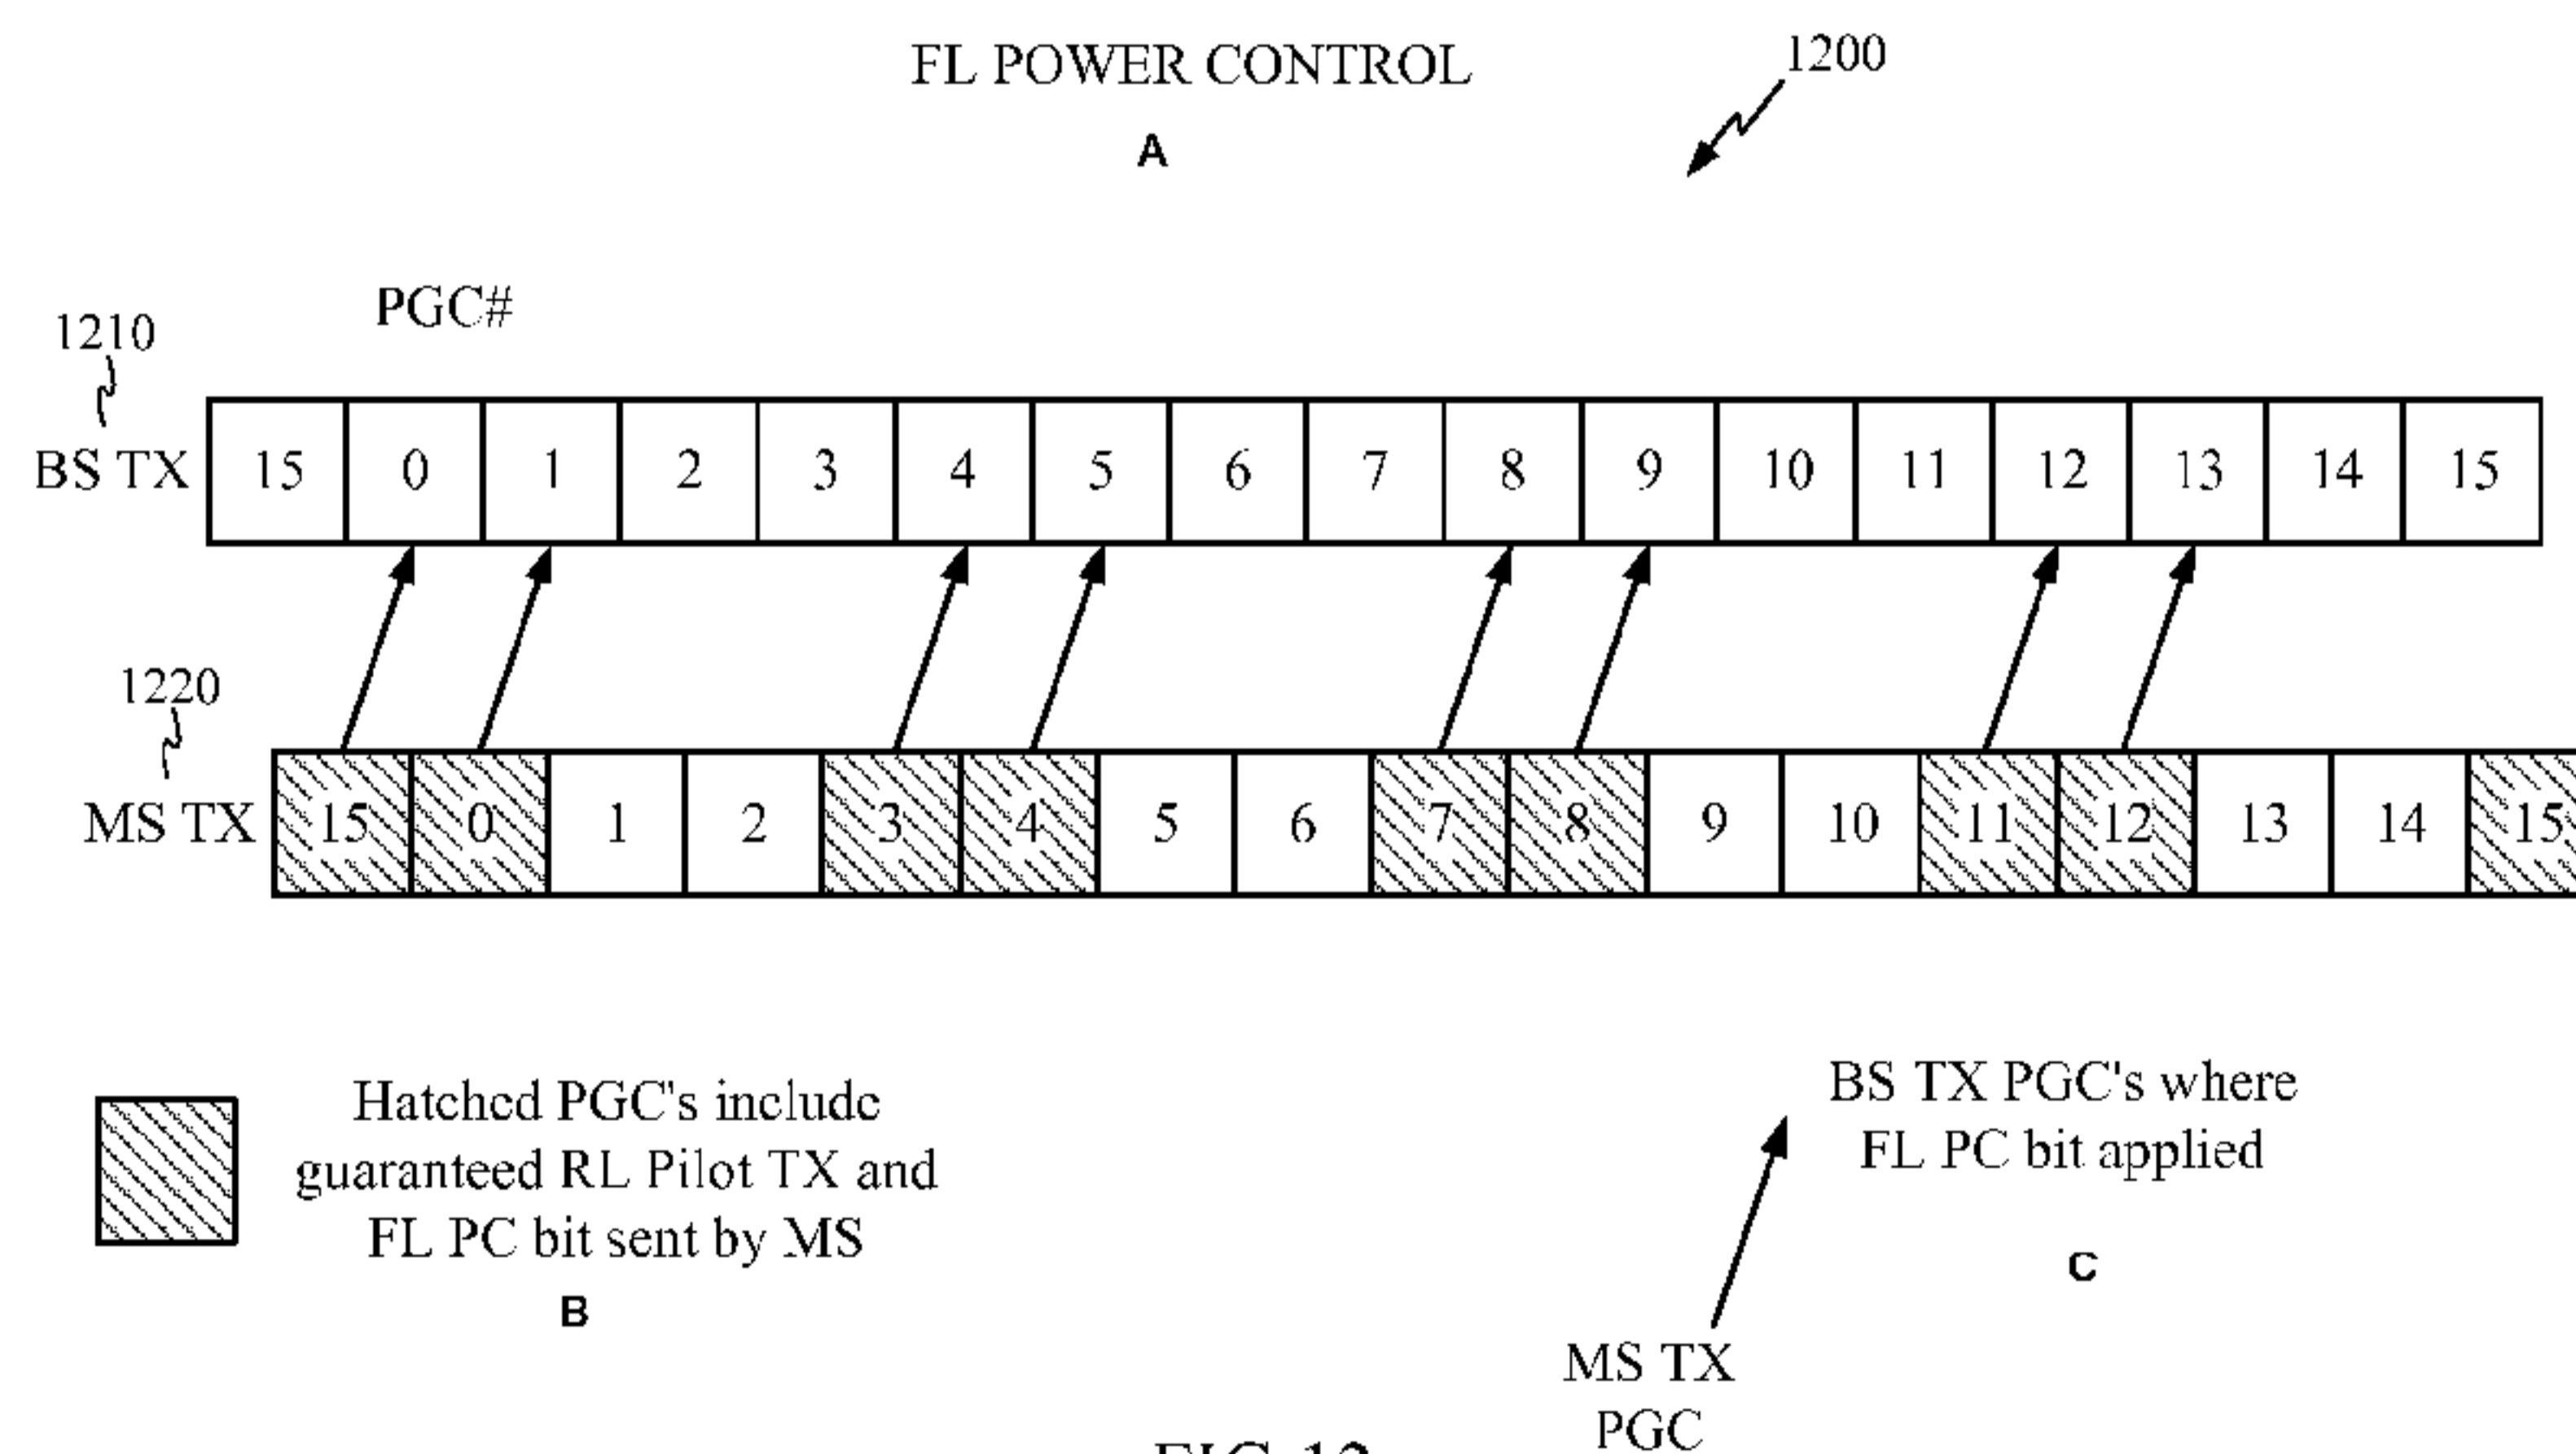 FL POWER CONTROL
1200
A
PGC#
1210
BS TX 15 0 1 2 3 4 5 6 7 8 9 10 11 12 13 14 15
1220
MS TX 15 0 1 2 3 4 5 6 7 8 9 10 11 12 13 14 15
Hatched PGC's include
guaranteed RL Pilot TX and
FL PC bit sent by MS
B
BS TX PGC's where
FL PC bit applied
C
MS TX
PGC